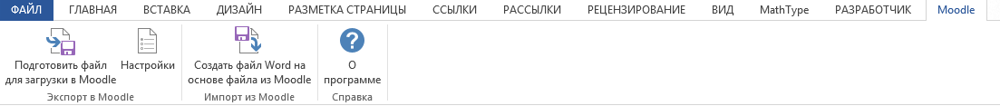 ФАЙЛ ГЛАВНАЯ ВСТАВКА ДИЗАЙН РАЗМЕТКА СТРАНИЦЫ ССЫЛКИ РАССЫЛКИ РЕЦЕНЗИРОВАНИЕ ВИД MathType РАЗРАБОТЧИК Moodle
Подготовить файл
для загрузки в Moodle
Настройки
Экспорт в Moodle
Создать файл Word на
основе файла из Moodle
Импорт из Moodle
О
программе
Справка